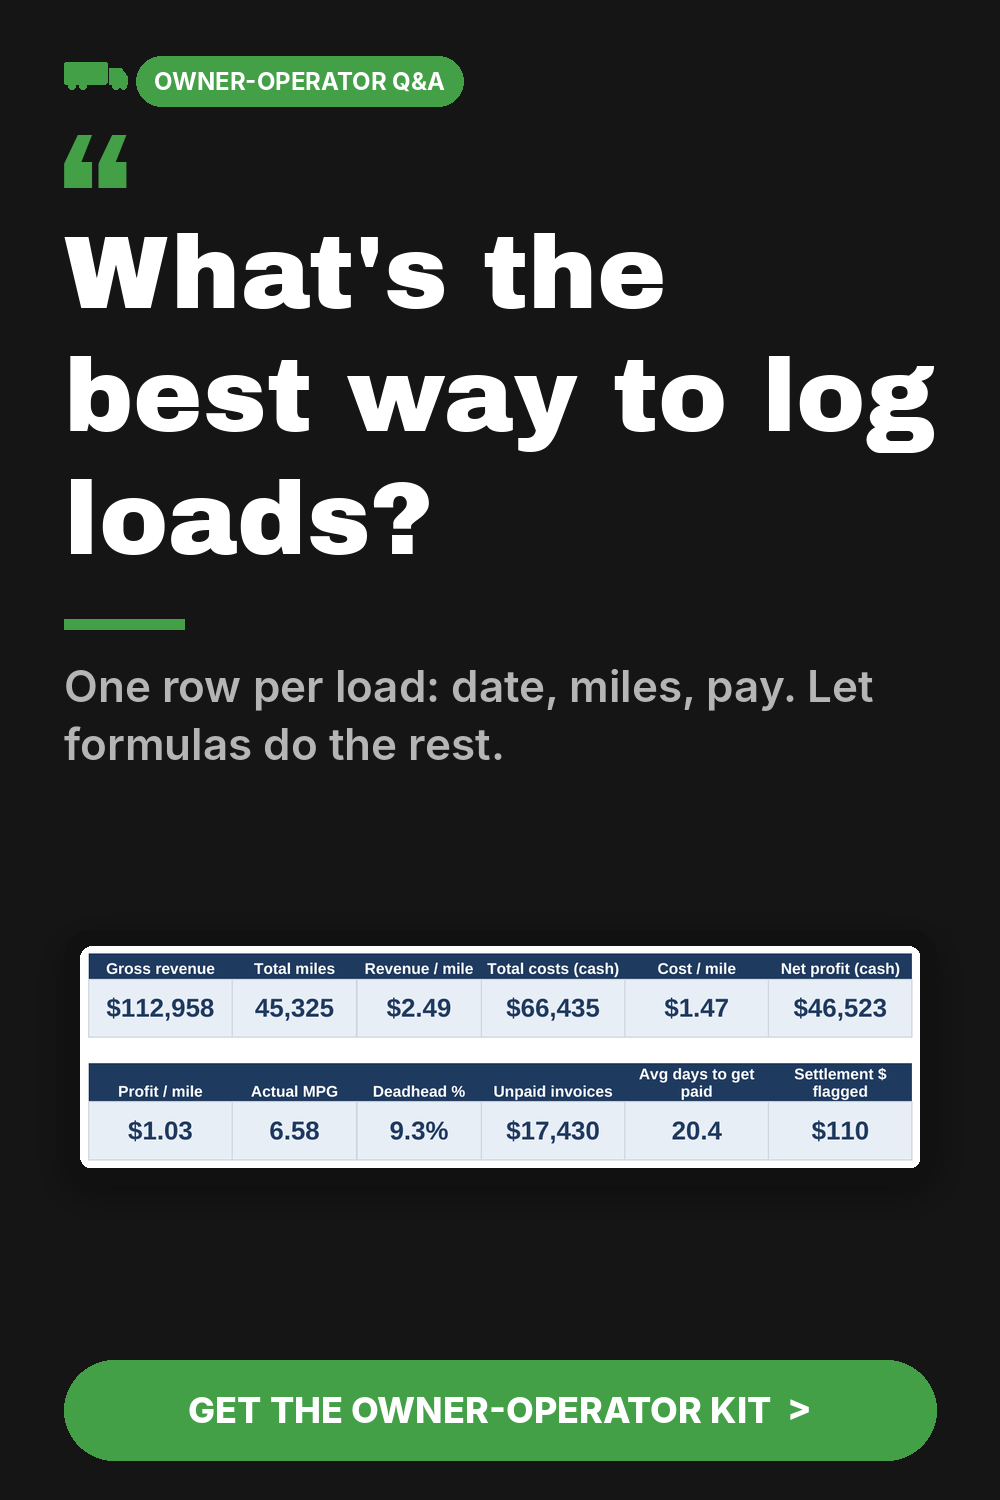 OWNER-OPERATOR Q&A
“
What's the
best way to log
loads?
One row per load: date, miles, pay. Let
formulas do the rest.
Gross revenue Total miles Revenue / mile Total costs (cash) Cost / mile Net profit (cash)
$112,958 45,325 $2.49 $66,435 $1.47 $46,523
Profit / mile Actual MPG Deadhead % Unpaid invoices Avg days to get paid Settlement $ flagged
$1.03 6.58 9.3% $17,430 20.4 $110
GET THE OWNER-OPERATOR KIT >